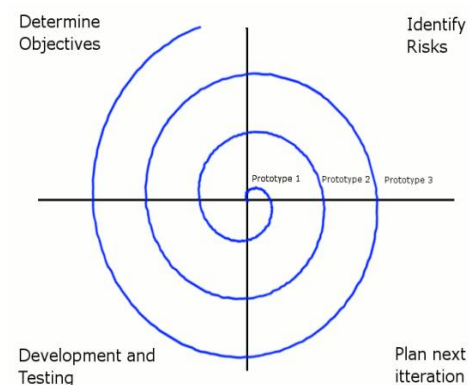 Determine
Objectives
Identify
Risks
Prototype 1
Prototype 2
Prototype 3
Development and
Testing
Plan next
itteration